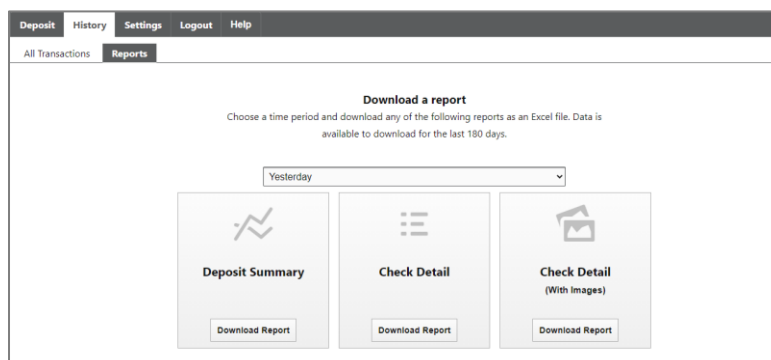 Deposit History Settings Logout Help
All Transactions Reports
Download a report
Choose a time period and download any of the following reports as an Excel file. Data is
available to download for the last 180 days.
Yesterday
Deposit Summary Check Detail Check Detail
(With Images)
Download Report Download Report Download Report